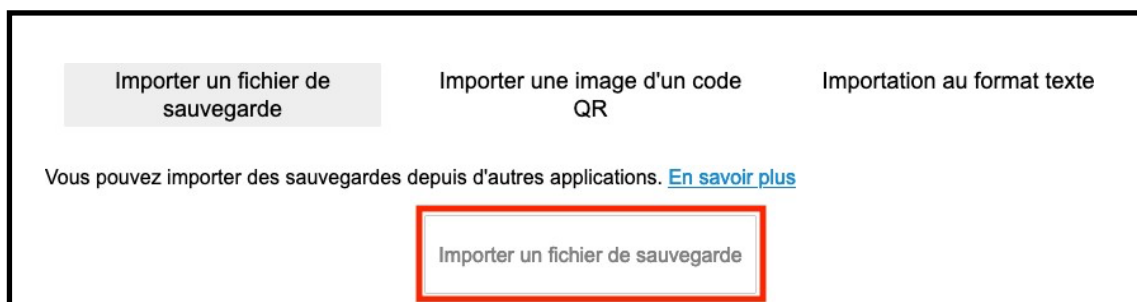 Importer un fichier de
sauvegarde
Importer une image d'un code
QR
Importation au format texte
Vous pouvez importer des sauvegardes depuis d'autres applications. En savoir plus
Importer un fichier de sauvegarde